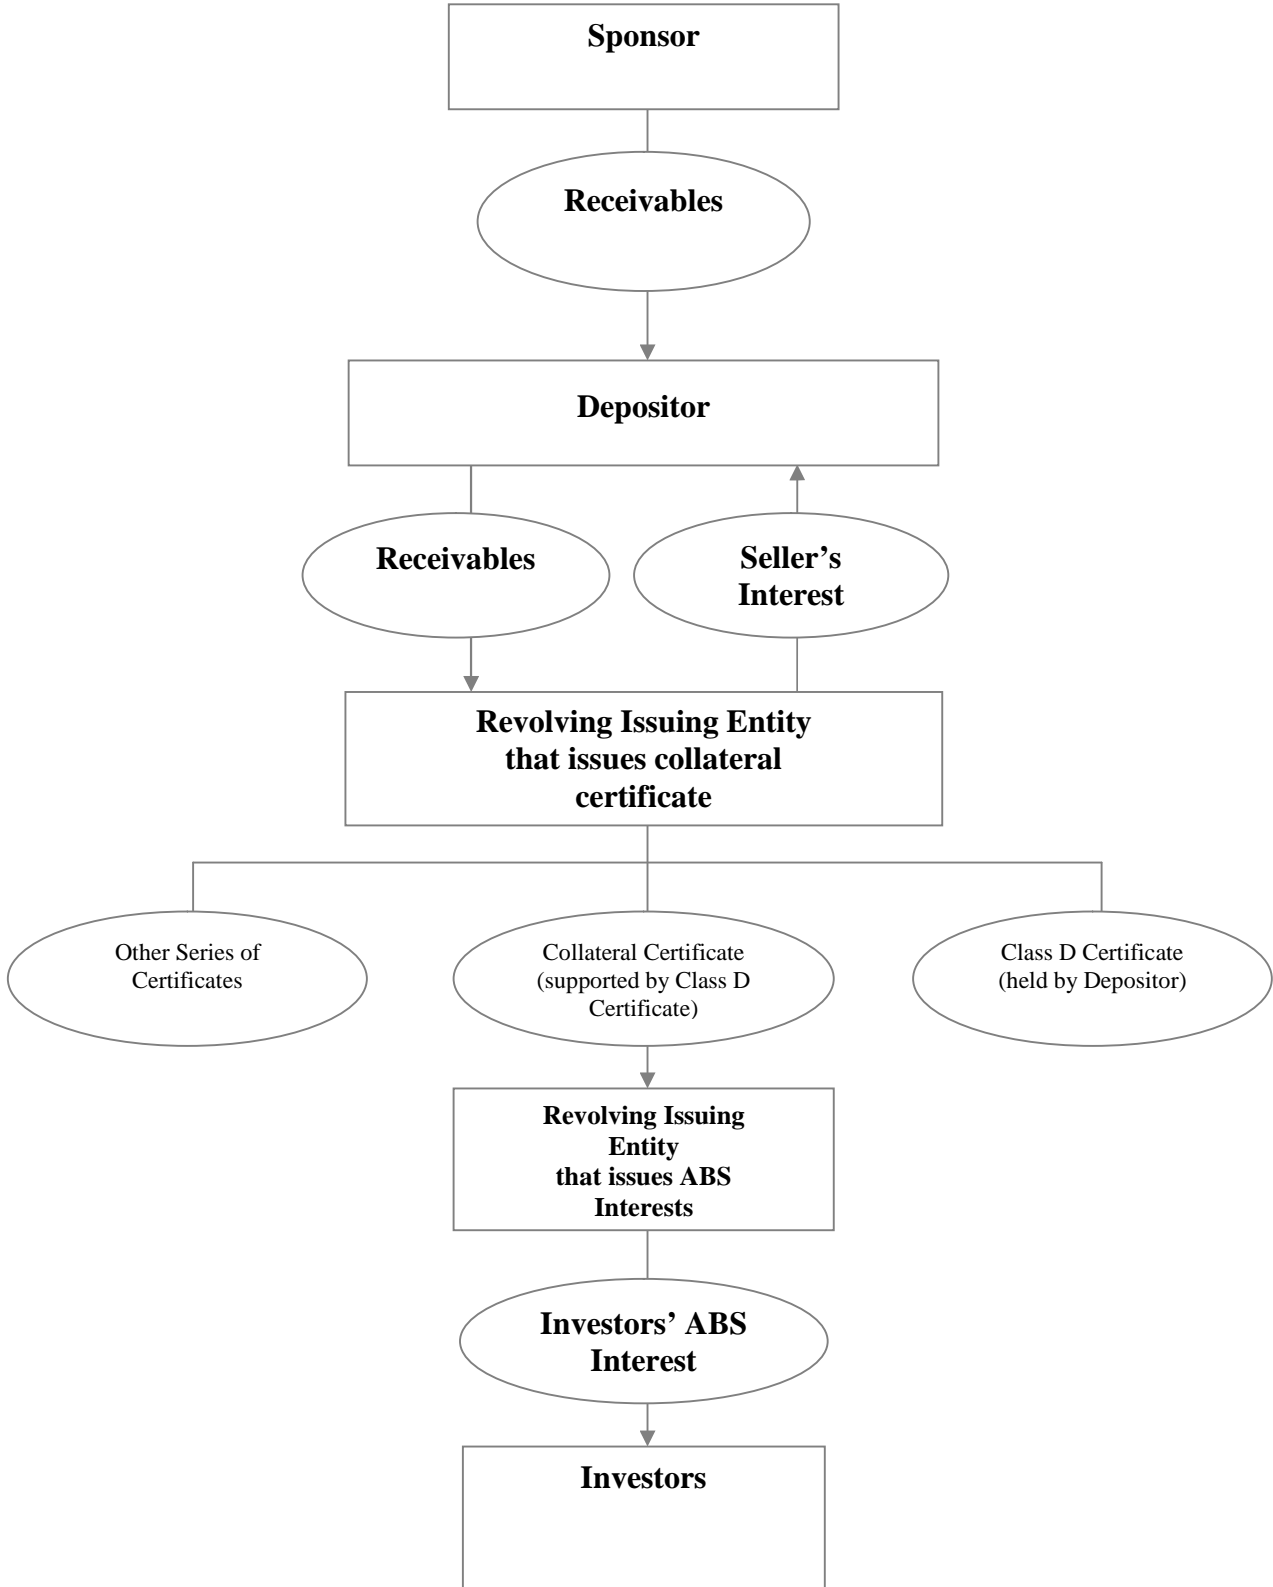 Sponsor
Receivables
Depositor
Receivables
Seller’s
Interest
Revolving Issuing Entity
that issues collateral
certificate
Other Series of
Certificates
Collateral Certificate
(supported by Class D
Certificate)
Class D Certificate
(held by Depositor)
Revolving Issuing
Entity
that issues ABS
Interests
Investors’ ABS
Interest
Investors